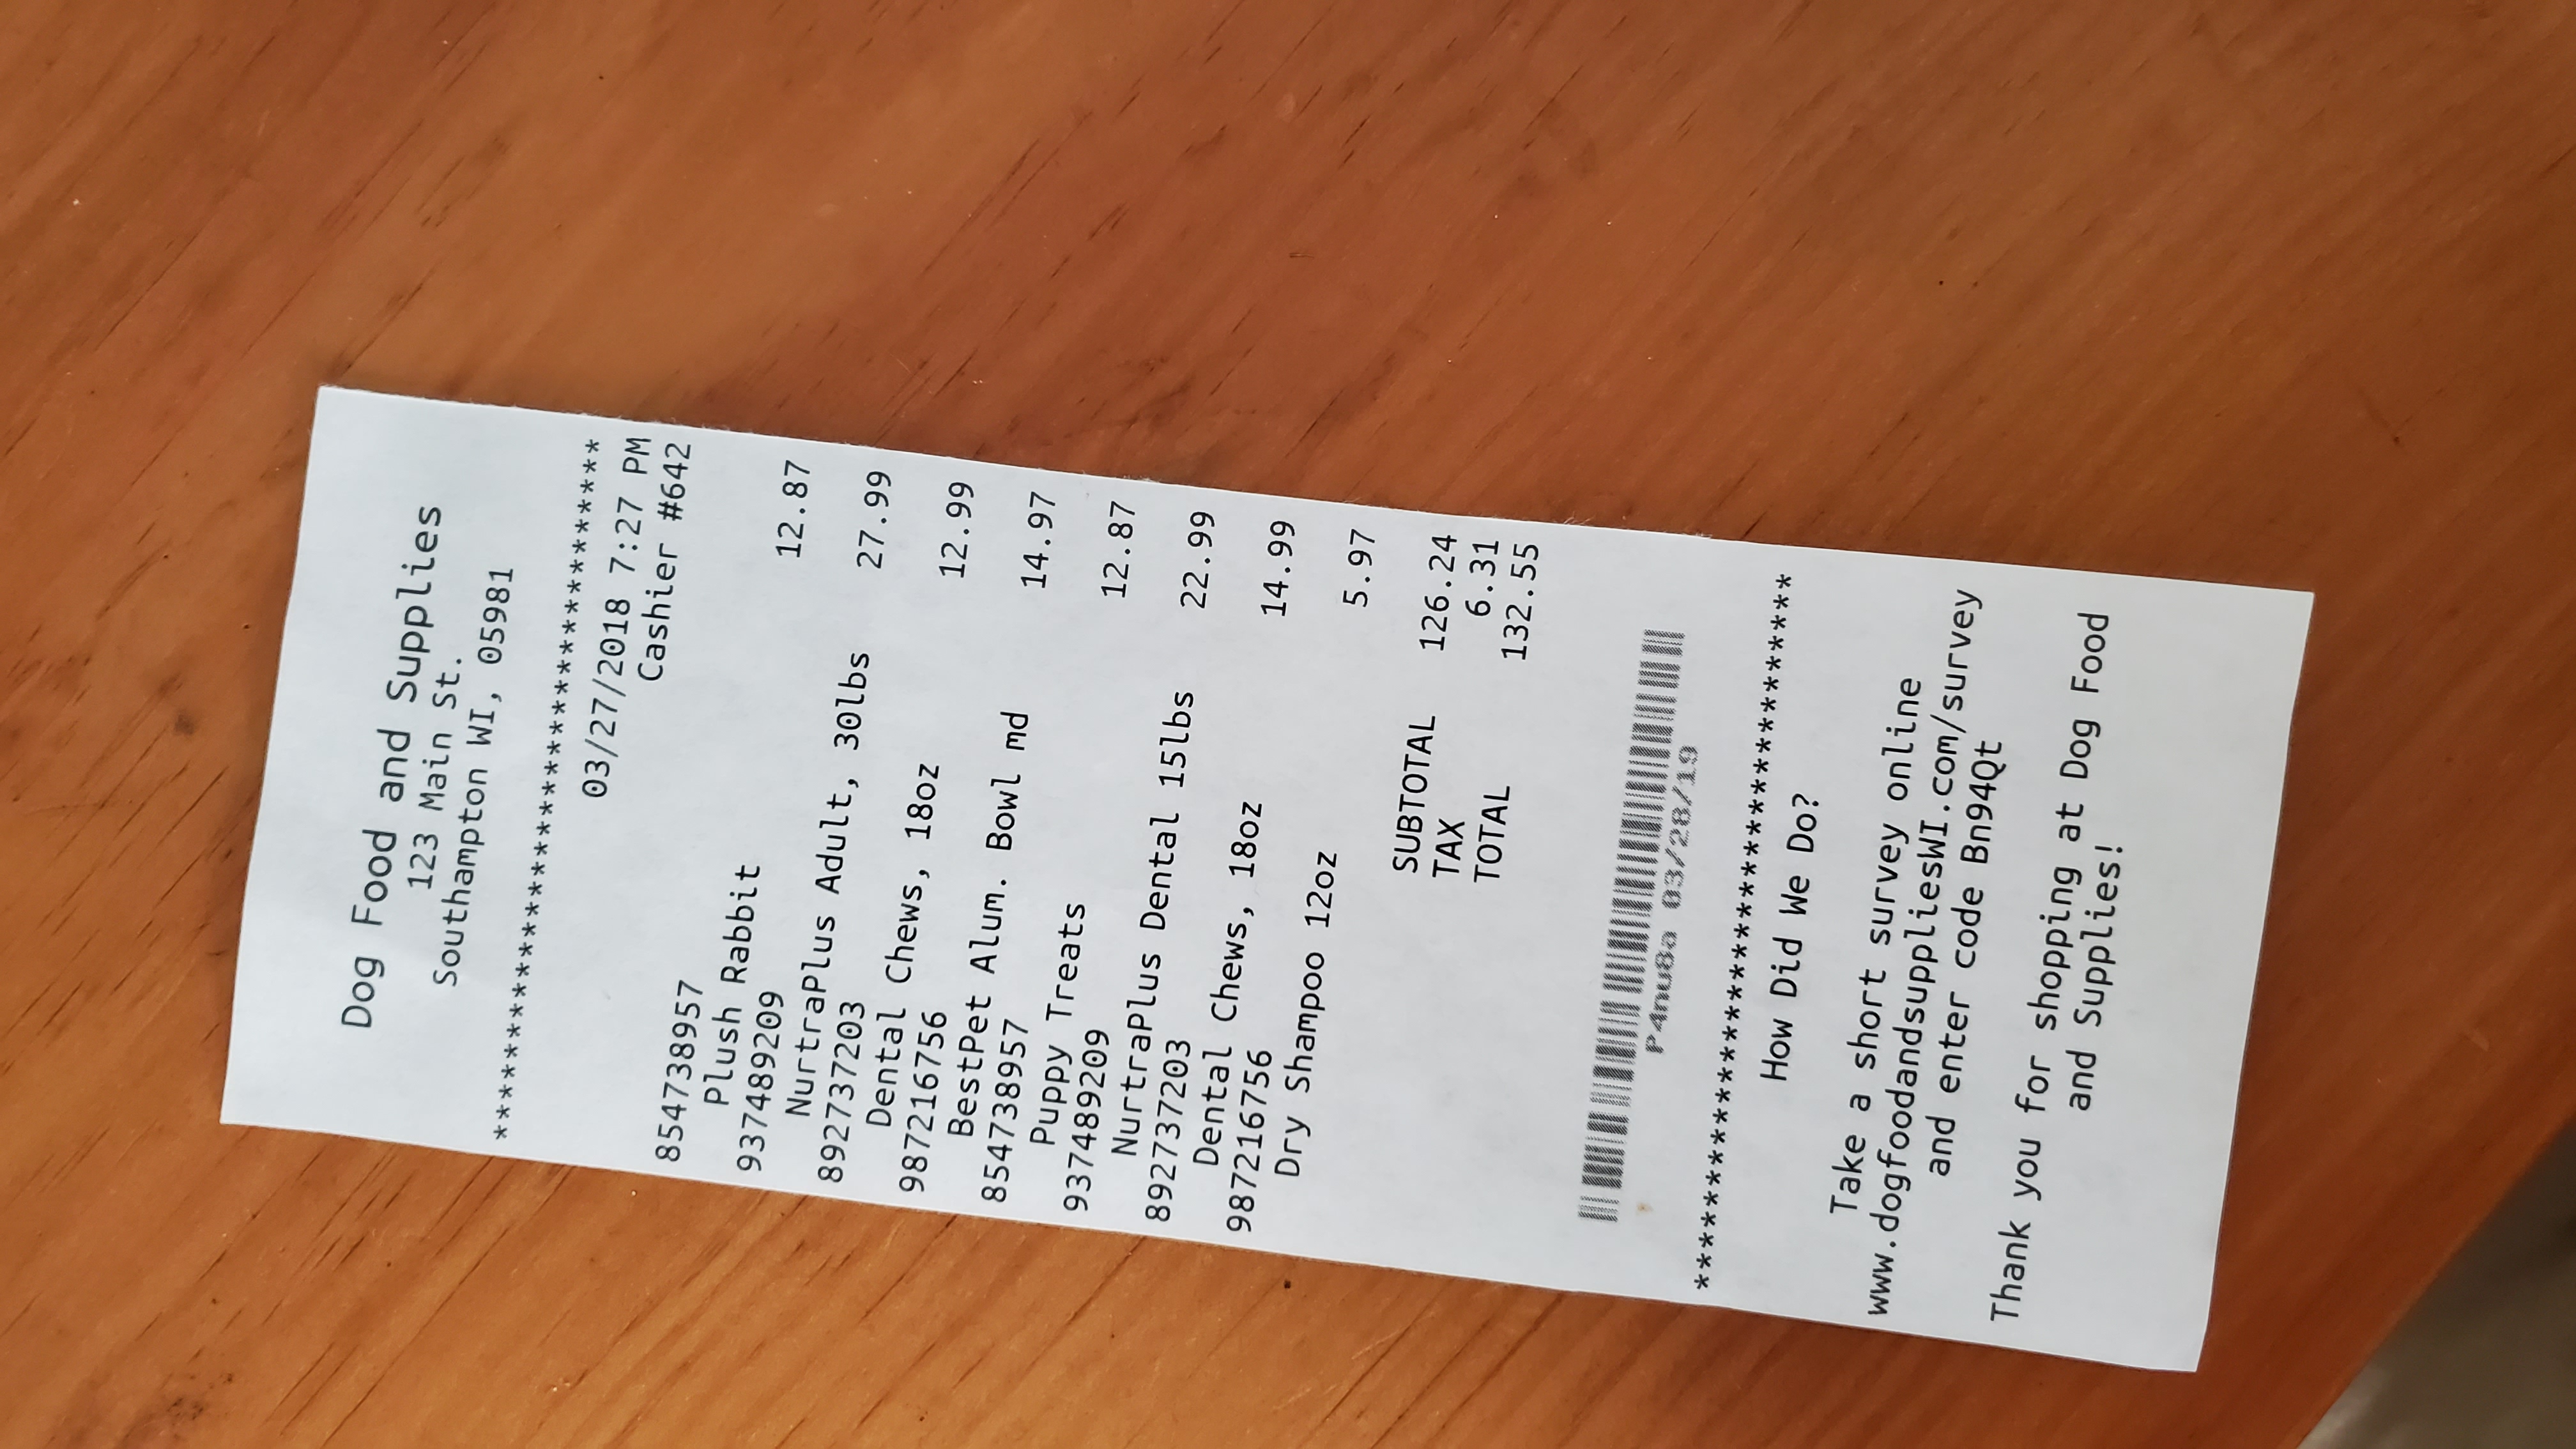 Dog Food and Supplies
123 Main St.
Southampton WI, 05981
***********************************
03/27/2018 7:27 PM
Cashier #642
854738957
Plush Rabbit 12.87
937489209
NurtraPlus Adult, 30lbs 27.99
892737203
Dental Chews, 18oz 12.99
987216756
BestPet Alum. Bowl md 14.97
854738957
Puppy Treats 12.87
937489209
NurtraPlus Dental 15lbs 22.99
892737203
Dental Chews, 18oz 14.99
987216756
Dry Shampoo 12oz 5.97
SUBTOTAL 126.24
TAX 6.31
TOTAL 132.55
P4nu8a 03/28/19
***********************************
How Did We Do?
Take a short survey online
www.dogfoodandsuppliesWI.com/survey
and enter code Bn94Qt
Thank you for shopping at Dog Food
and Supplies!